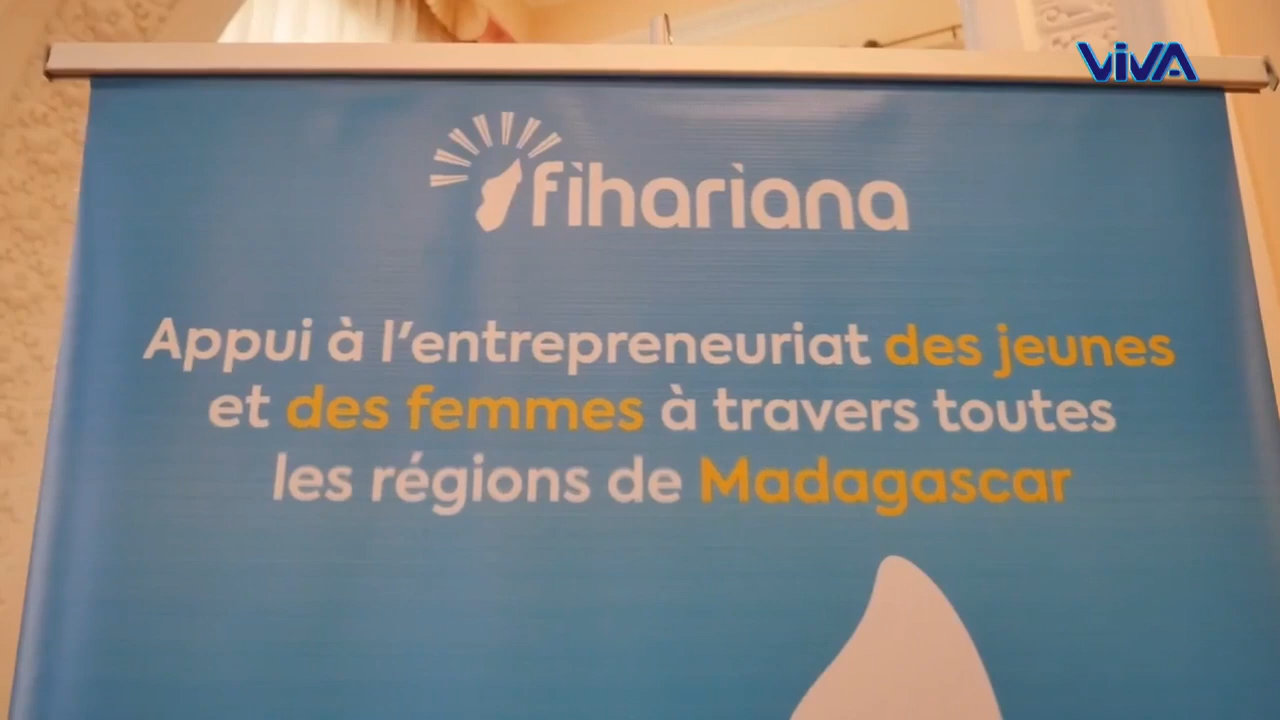 VIVA
fihariana
Appui à l'entrepreneuriat des jeunes
et des femmes à travers toutes
les régions de Madagascar